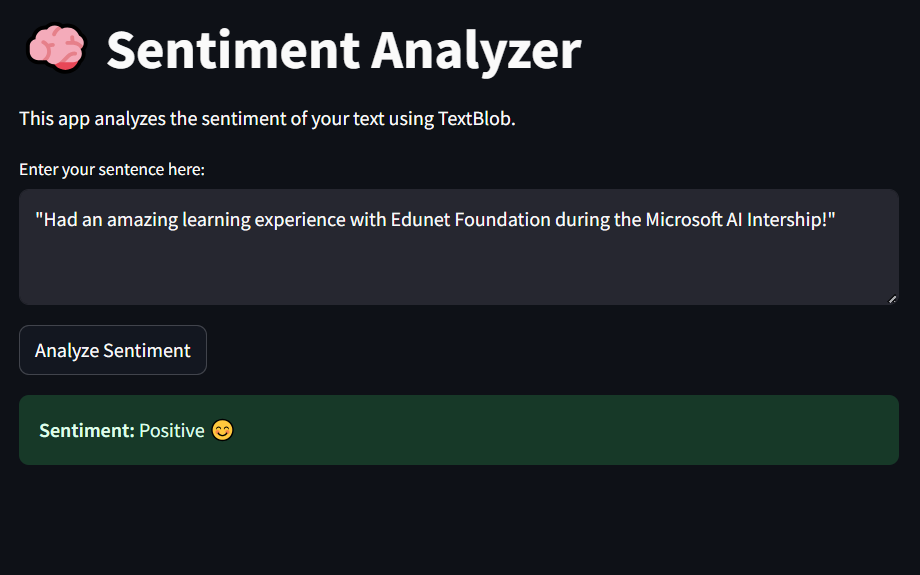 🧠 Sentiment Analyzer
This app analyzes the sentiment of your text using TextBlob.
Enter your sentence here:
"Had an amazing learning experience with Edunet Foundation during the Microsoft AI Intership!"
Analyze Sentiment
Sentiment: Positive 😊